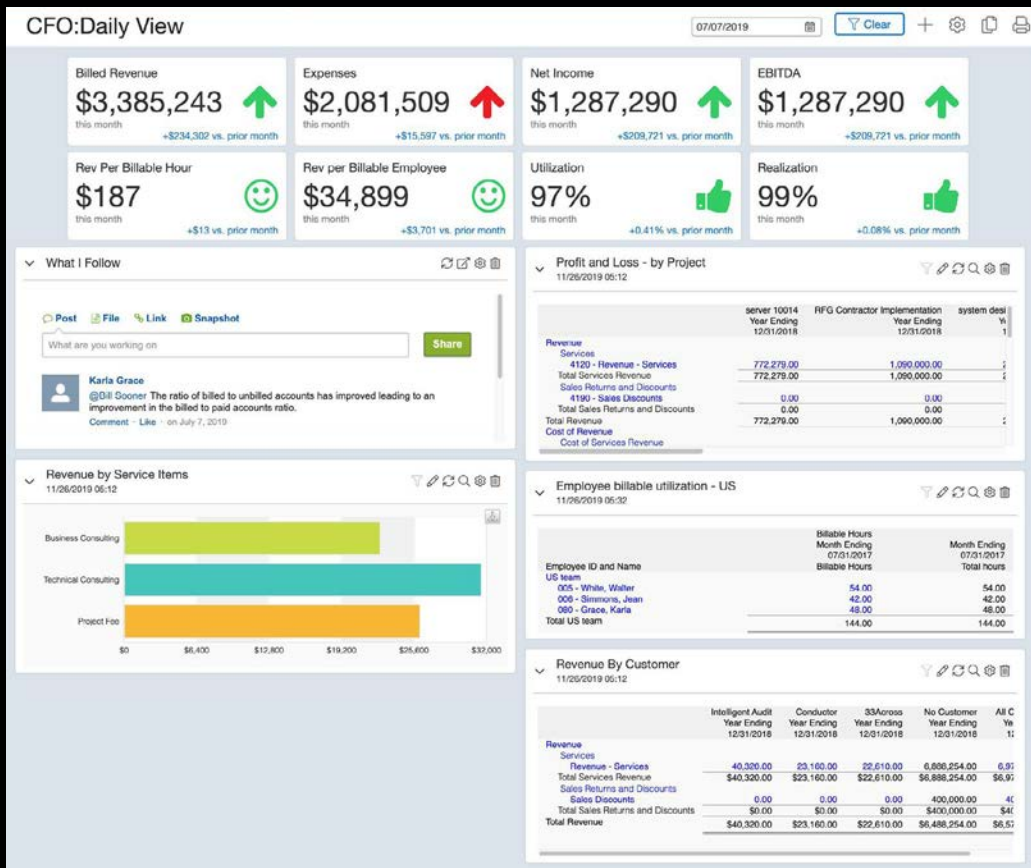 CFO:Daily View
07/07/2019
Clear
Billed Revenue
$3,385,243
this month
+$234,302 vs. prior month
Expenses
$2,081,509
this month
+$15,597 vs. prior month
Net Income
$1,287,290
this month
+$209,721 vs. prior month
EBITDA
$1,287,290
this month
+$209,721 vs. prior month
Rev Per Billable Hour
$187
this month
+$13 vs. prior month
Rev per Billable Employee
$34,899
this month
+$3,701 vs. prior month
Utilization
97%
this month
+0.41% vs. prior month
Realization
99%
this month
+0.08% vs. prior month
What I Follow
Post File Link Snapshot
What are you working on
Share
Karla Grace
@Bill Sooner The ratio of billed to unbilled accounts has improved leading to an
improvement in the billed to paid accounts ratio.
Comment · Like · on July 7, 2019
Revenue by Service Items
11/26/2019 05:12
Business Consulting
Technical Consulting
Project Fee
$0 $6,400 $12,800 $19,200 $25,600 $32,000
Profit and Loss - by Project
11/26/2019 05:12
server 10014 RFG Contractor Implementation system desi
Year Ending Year Ending
12/31/2018 12/31/2018
Revenue
Services
4120 - Revenue - Services 772,279.00 1,090,000.00
Total Services Revenue 772,279.00 1,090,000.00
Sales Returns and Discounts
4190 - Sales Discounts 0.00 0.00
Total Sales Returns and Discounts 0.00 0.00
Total Revenue 772,279.00 1,090,000.00
Cost of Revenue
Cost of Services Revenue
Employee billable utilization - US
11/26/2019 05:32
Billable Hours
Month Ending Month Ending
07/31/2017 07/31/2017
Employee ID and Name Billable Hours Total hours
US team
005 - White, Walter 54.00 54.00
006 - Simmons, Jean 42.00 42.00
080 - Grace, Karla 48.00 48.00
Total US team 144.00 144.00
Revenue By Customer
11/26/2019 05:12
Intelligent Audit Conductor 33Across No Customer All C
Year Ending Year Ending Year Ending Year Ending Ye
12/31/2018 12/31/2018 12/31/2018 12/31/2018
Revenue
Services
Revenue - Services 40,320.00 23,160.00 22,610.00 6,888,254.00 6,97
Total Services Revenue $40,320.00 $23,160.00 $22,610.00 $6,888,254.00 $6,97
Sales Returns and Discounts
Sales Discounts 0.00 0.00 0.00 400,000.00 40
Total Sales Returns and Discounts $0.00 $0.00 $0.00 $400,000.00 $40
Total Revenue $40,320.00 $23,160.00 $22,610.00 $6,488,254.00 $6,57